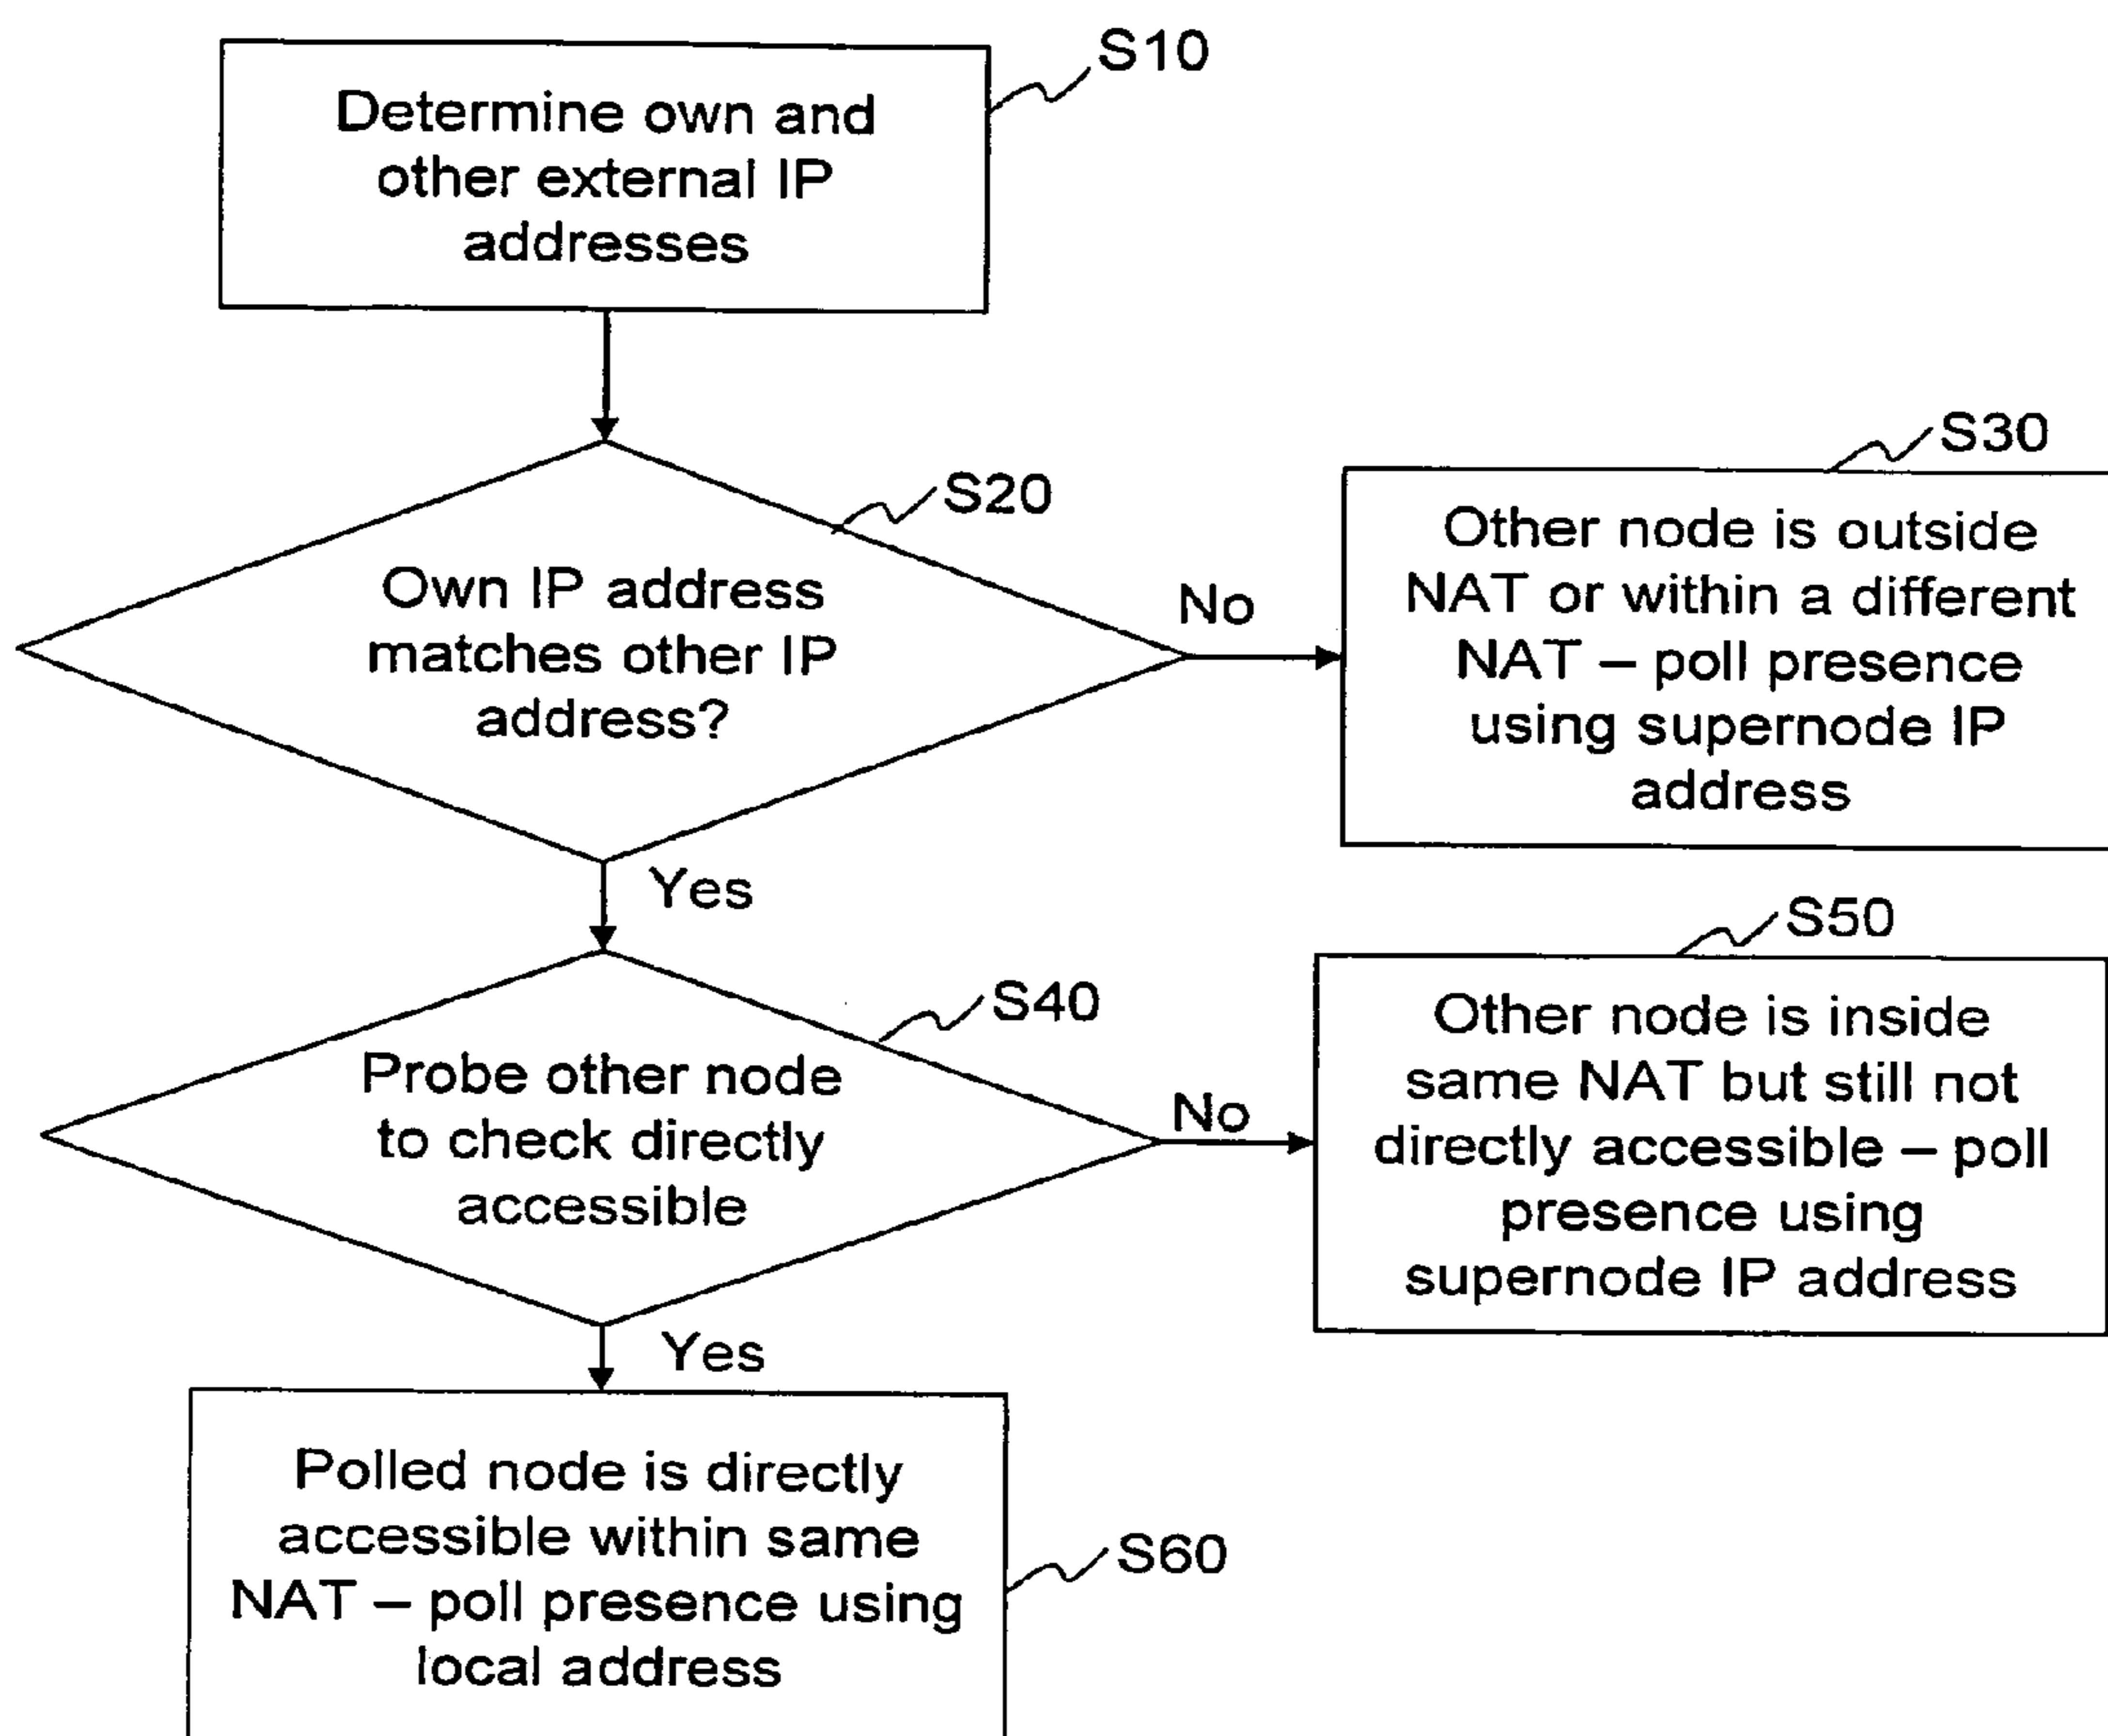 S10
Determine own and
other external IP
addresses
S20
Own IP address
matches other IP
address?
No
S30
Other node is outside
NAT or within a different
NAT – poll presence
using supernode IP
address
Yes
S40
Probe other node
to check directly
accessible
No
S50
Other node is inside
same NAT but still not
directly accessible – poll
presence using
supernode IP address
Yes
Polled node is directly
accessible within same
NAT – poll presence using
local address
S60